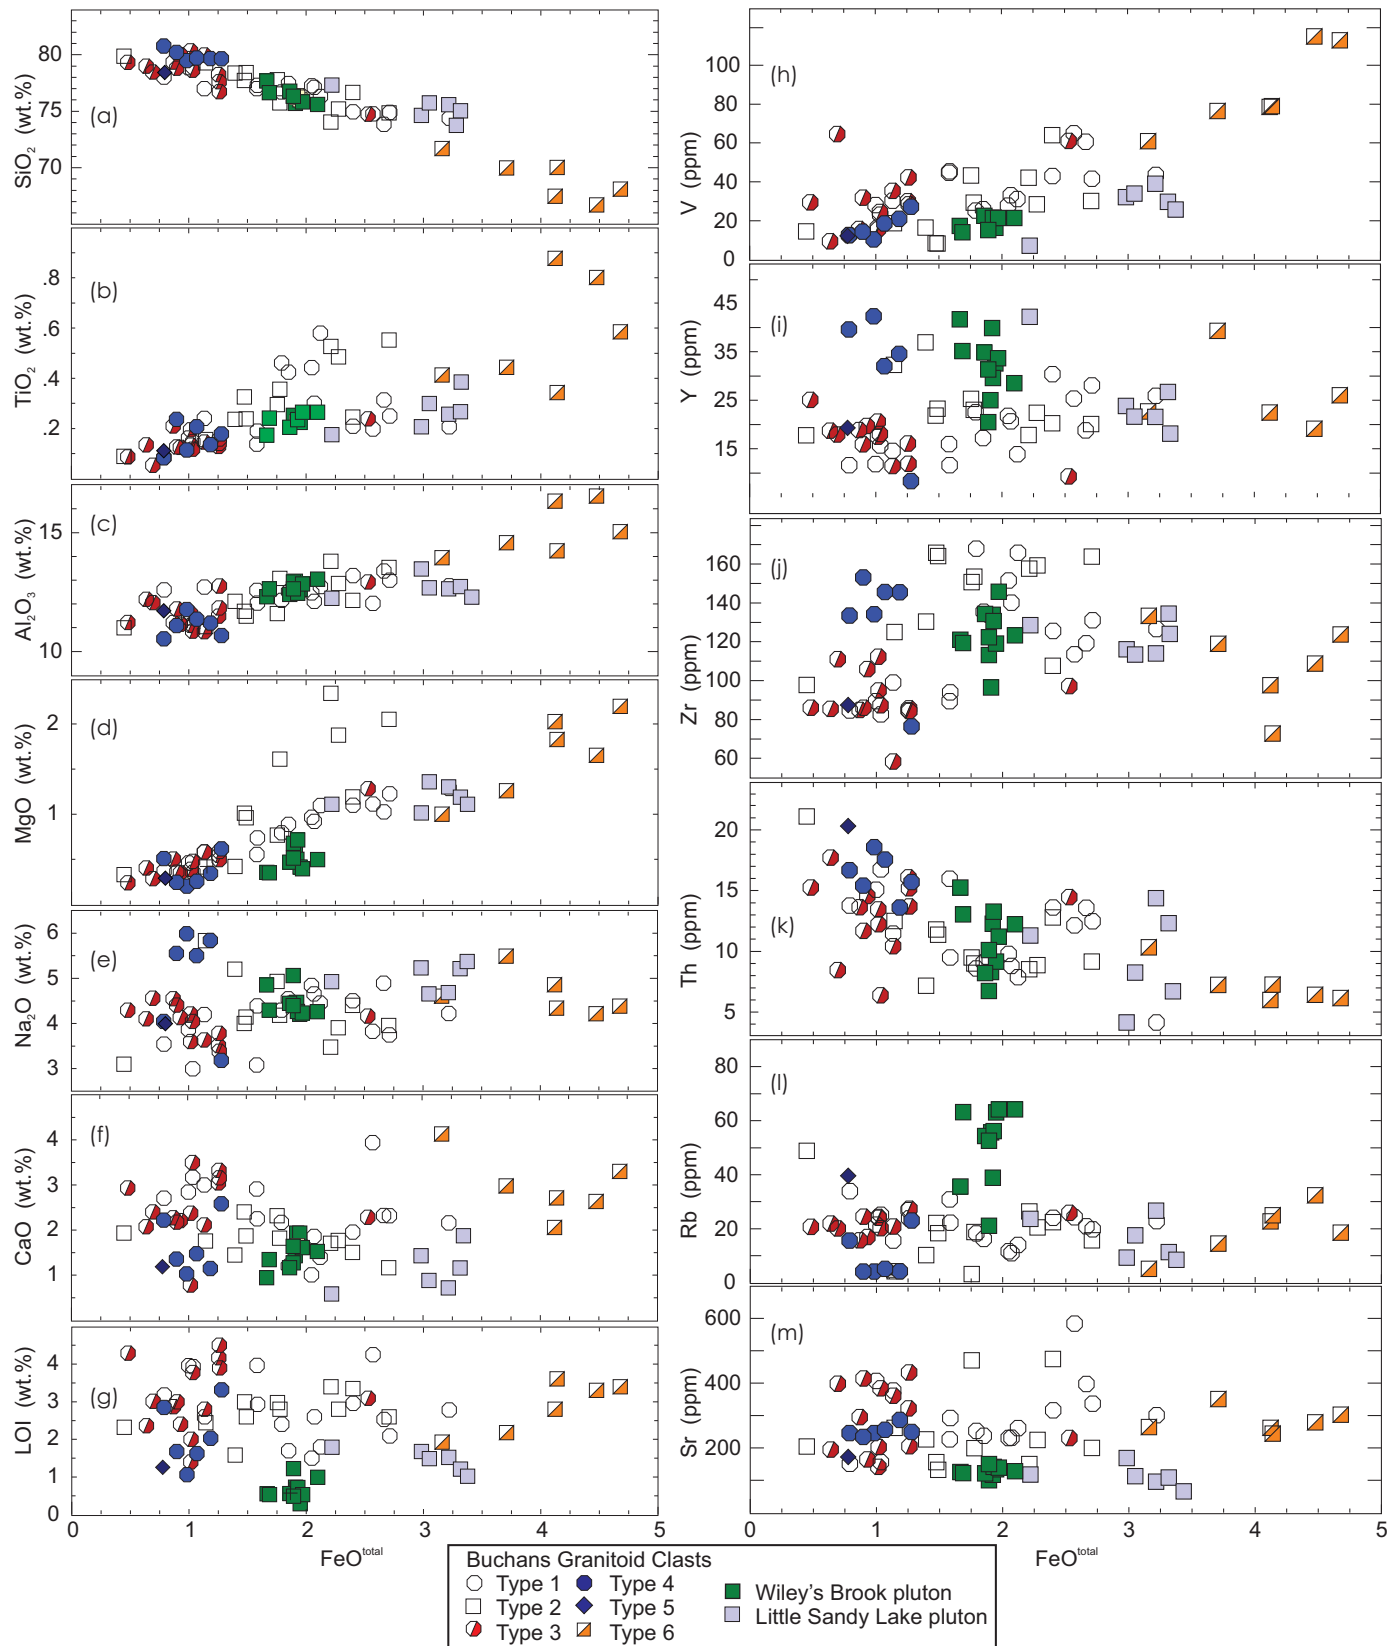 80
75
70
SiO₂ (wt.%)
(a)
.8
.6
.4
.2
TiO₂ (wt.%)
(b)
15
10
Al₂O₃ (wt.%)
(c)
2
1
MgO (wt.%)
(d)
6
5
4
3
Na₂O (wt.%)
(e)
4
3
2
1
CaO (wt.%)
(f)
4
3
2
1
0
LOI (wt.%)
(g)
0 1 2 3 4 5
FeOᵗᵒᵗᵃˡ
100
80
60
40
20
0
V (ppm)
(h)
45
35
25
15
Y (ppm)
(i)
160
140
120
100
80
60
Zr (ppm)
(j)
20
15
10
5
Th (ppm)
(k)
80
60
40
20
0
Rb (ppm)
(l)
600
400
200
Sr (ppm)
(m)
0 1 2 3 4 5
FeOᵗᵒᵗᵃˡ
Buchans Granitoid Clasts
Type 1
Type 2
Type 3
Type 4
Type 5
Type 6
Wiley's Brook pluton
Little Sandy Lake pluton